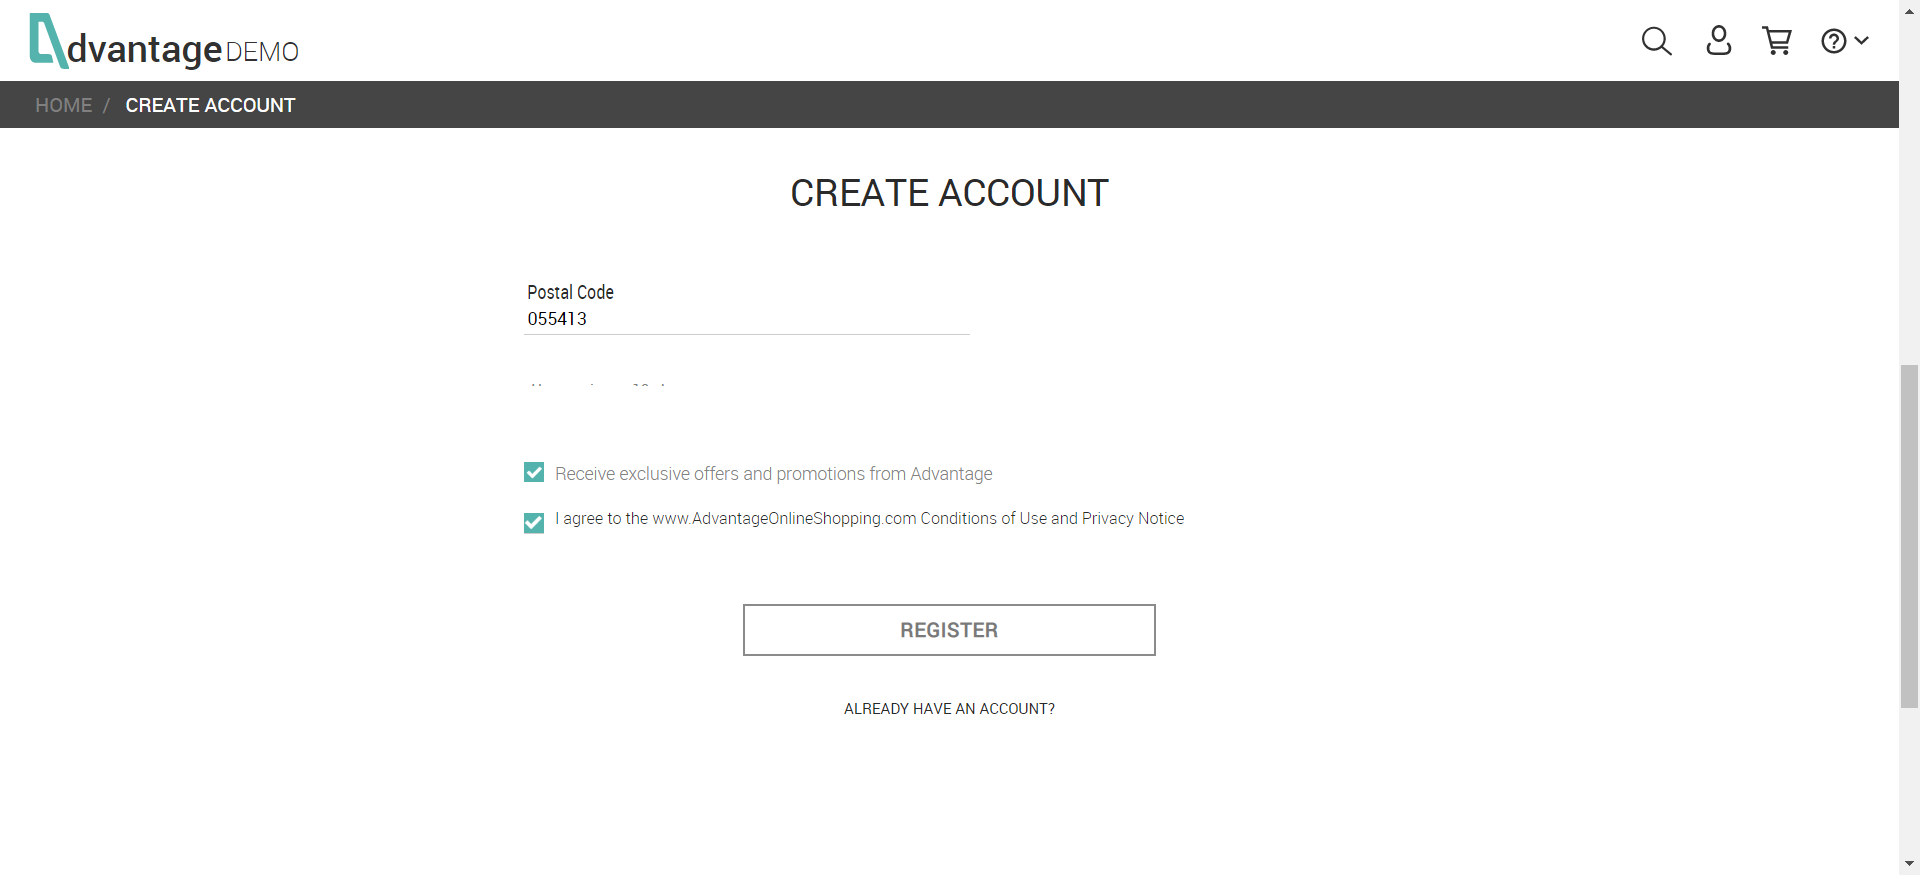 dvantage DEMO
HOME / CREATE ACCOUNT
CREATE ACCOUNT
Postal Code
055413
Receive exclusive offers and promotions from Advantage
I agree to the www.AdvantageOnlineShopping.com Conditions of Use and Privacy Notice
REGISTER
ALREADY HAVE AN ACCOUNT?